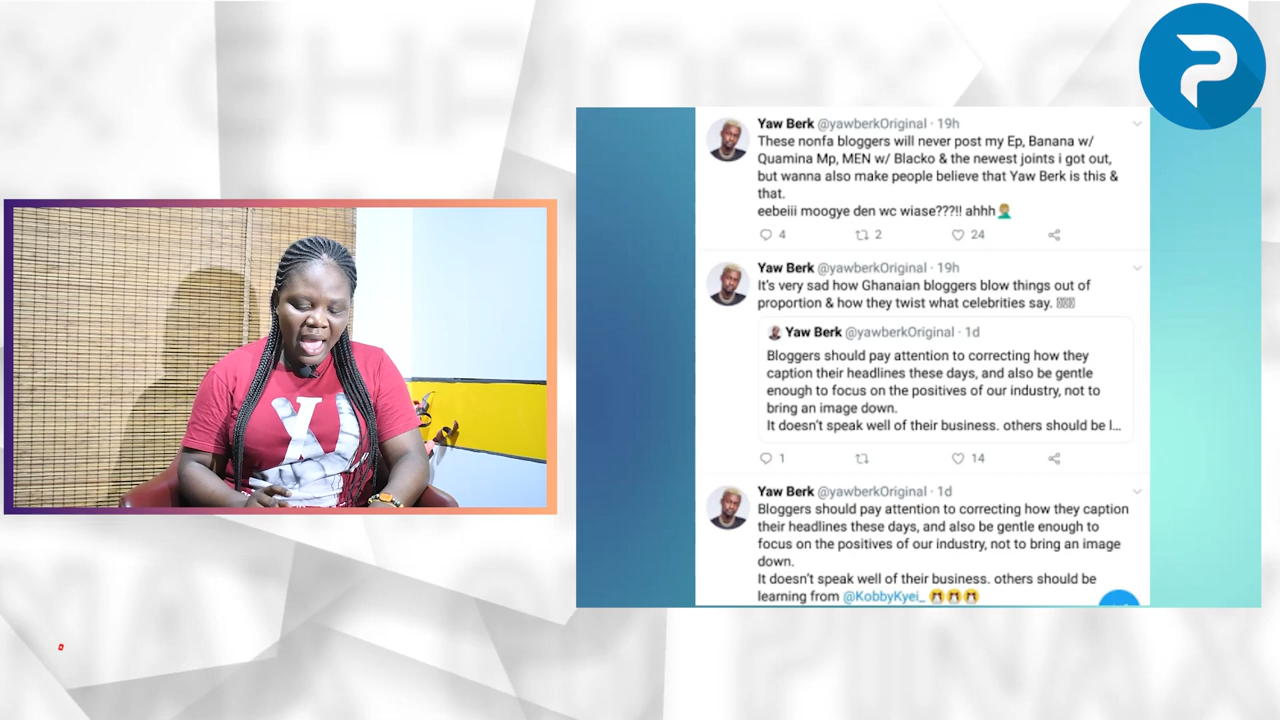 Yaw Berk @yawberkOriginal · 19h
These nonfa bloggers will never post my Ep, Banana w/
Quamina Mp, MEN w/ Blacko & the newest joints i got out,
but wanna also make people believe that Yaw Berk is this &
that.
eebeiii moogye den wc wiase???!! ahhh🤦🏼‍♂️
4 2 24
Yaw Berk @yawberkOriginal · 19h
It's very sad how Ghanaian bloggers blow things out of
proportion & how they twist what celebrities say.
Yaw Berk @yawberkOriginal · 1d
Bloggers should pay attention to correcting how they
caption their headlines these days, and also be gentle
enough to focus on the positives of our industry, not to
bring an image down.
It doesn't speak well of their business. others should be l...
1 14
Yaw Berk @yawberkOriginal · 1d
Bloggers should pay attention to correcting how they caption
their headlines these days, and also be gentle enough to
focus on the positives of our industry, not to bring an image
down.
It doesn't speak well of their business. others should be
learning from @KobbyKyei_